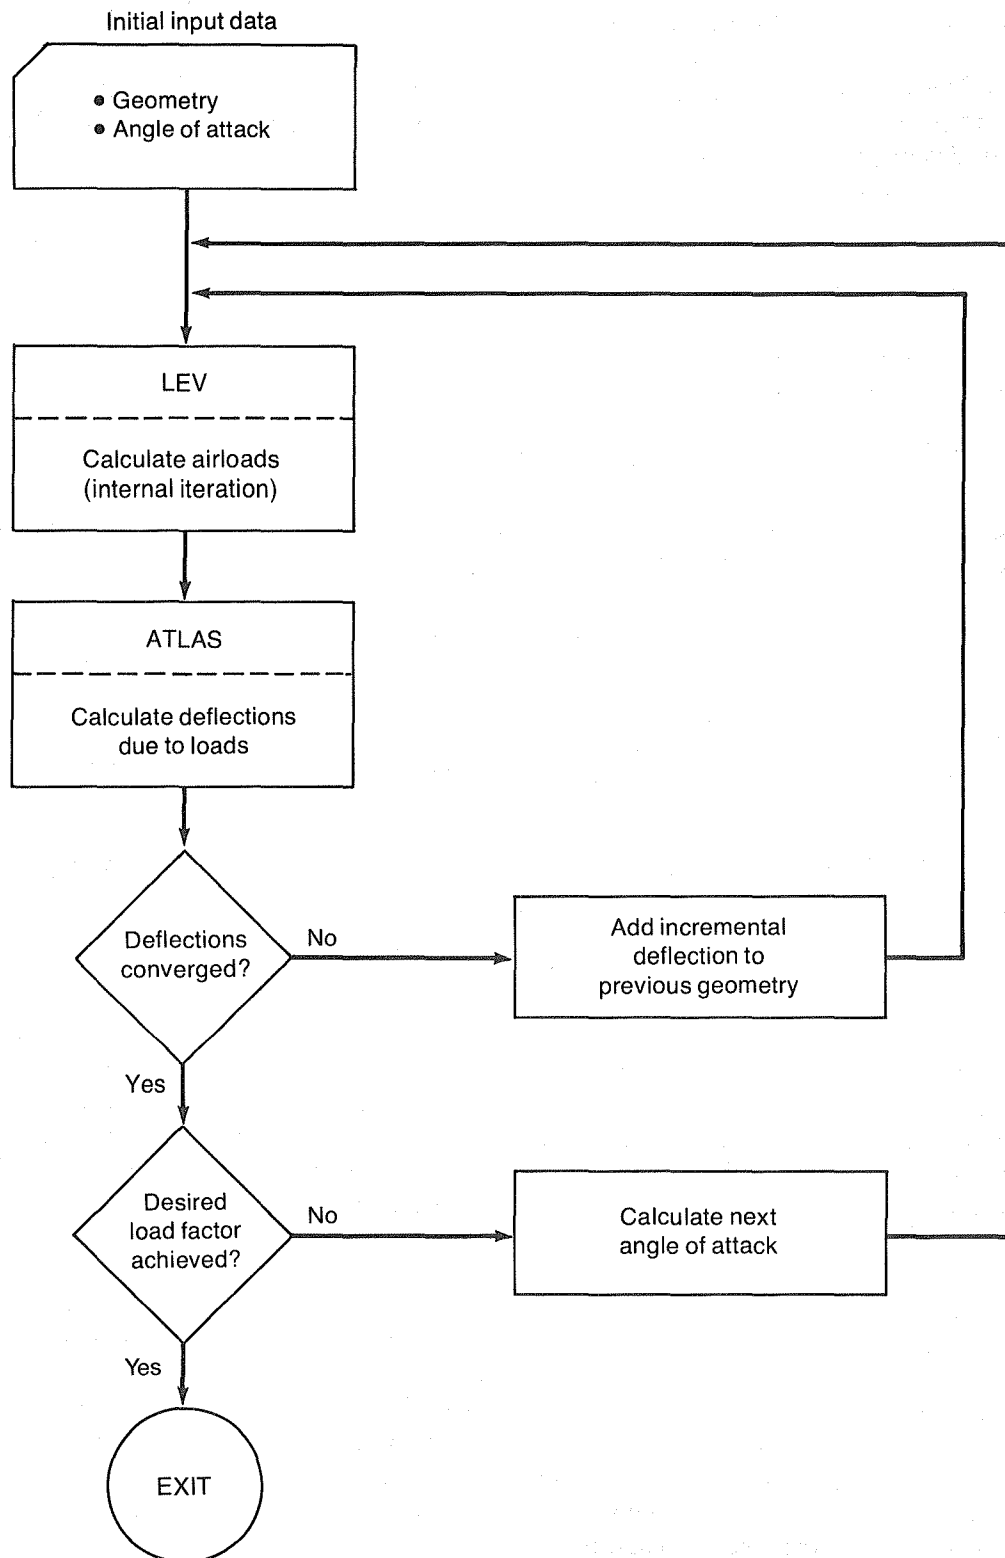 Initial input data
• Geometry
• Angle of attack
LEV
Calculate airloads
(internal iteration)
ATLAS
Calculate deflections
due to loads
Deflections
converged?
No
Add incremental
deflection to
previous geometry
Yes
Desired
load factor
achieved?
No
Calculate next
angle of attack
Yes
EXIT